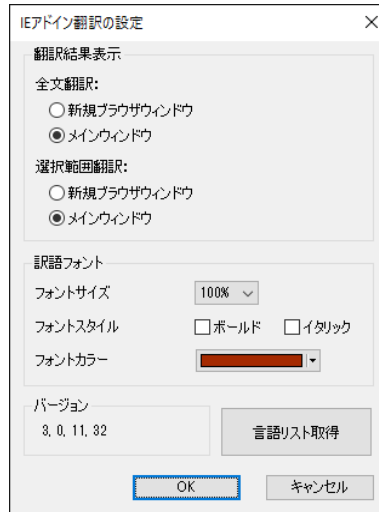 IEアドイン翻訳の設定
翻訳結果表示
全文翻訳:
新規ブラウザウィンドウ
メインウィンドウ
選択範囲翻訳:
新規ブラウザウィンドウ
メインウィンドウ
訳語フォント
フォントサイズ 100%
フォントスタイル ボールド イタリック
フォントカラー
バージョン
3, 0, 11, 32 言語リスト取得
OK キャンセル